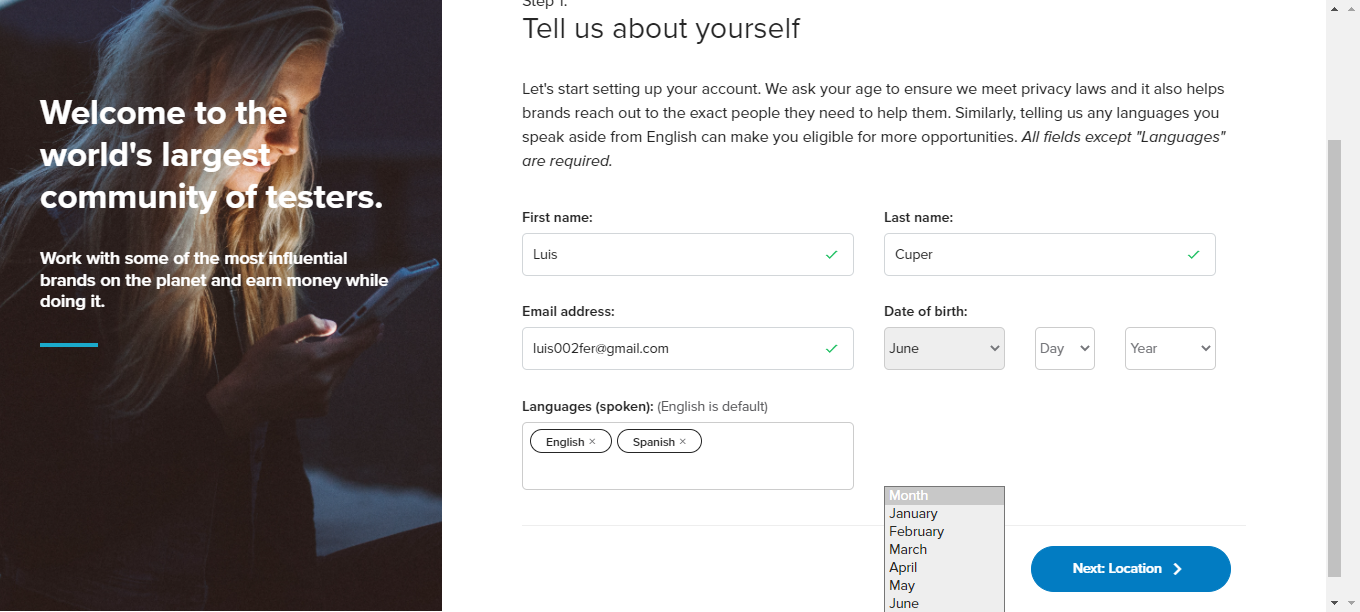 Step 1:
Tell us about yourself
Welcome to the
world's largest
community of testers.
Work with some of the most influential
brands on the planet and earn money while
doing it.
Let's start setting up your account. We ask your age to ensure we meet privacy laws and it also helps
brands reach out to the exact people they need to help them. Similarly, telling us any languages you
speak aside from English can make you eligible for more opportunities. All fields except "Languages"
are required.
First name:
Last name:
Luis
Cuper
Email address:
Date of birth:
luis002fer@gmail.com
June
Day
Year
Languages (spoken): (English is default)
English ×
Spanish ×
Month
January
February
March
April
May
June
Next: Location